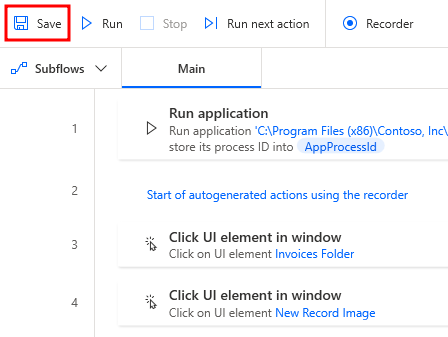 Save Run Stop Run next action Recorder
Subflows Main
1 Run application
Run application 'C:\Program Files (x86)\Contoso, Inc\
store its process ID into AppProcessId
2 Start of autogenerated actions using the recorder
3 Click UI element in window
Click on UI element Invoices Folder
4 Click UI element in window
Click on UI element New Record Image